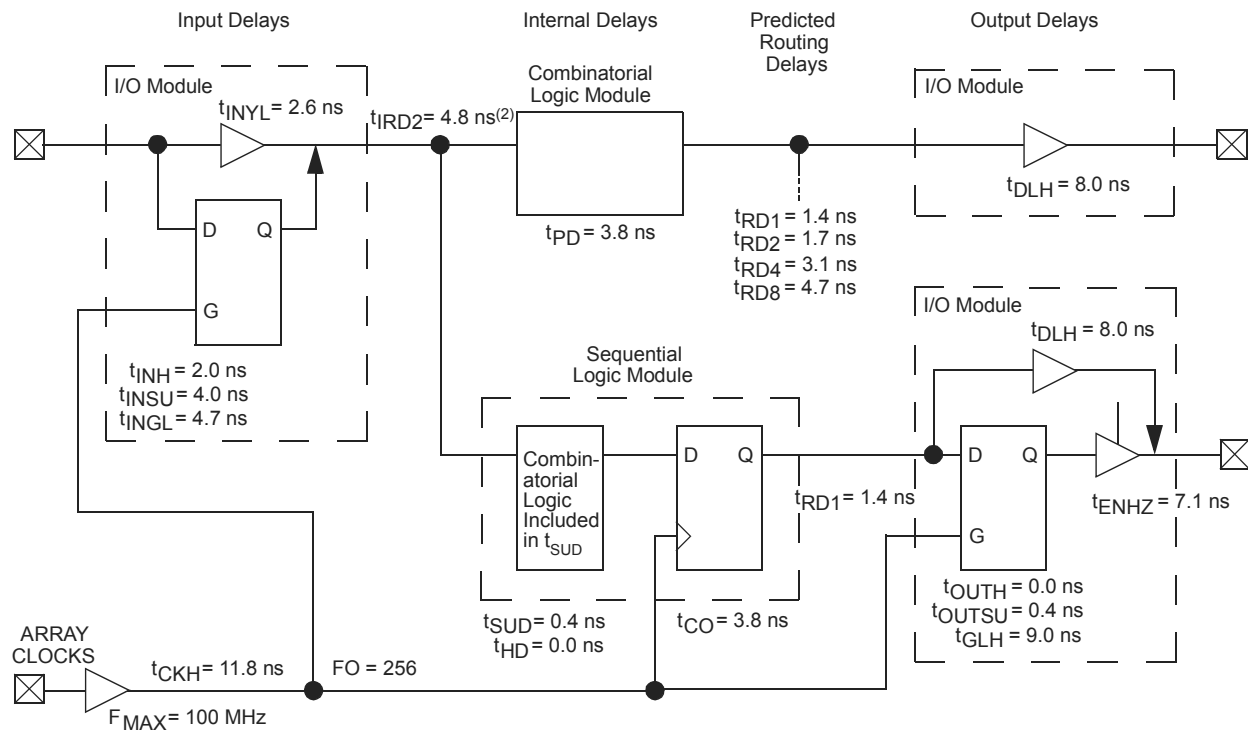 Input Delays
Internal Delays
Predicted
Routing
Delays
Output Delays
I/O Module
tINYL = 2.6 ns
tIRD2 = 4.8 ns(2)
Combinatorial
Logic Module
I/O Module
tDLH = 8.0 ns
D Q
G
tPD = 3.8 ns
tRD1 = 1.4 ns
tRD2 = 1.7 ns
tRD4 = 3.1 ns
tRD8 = 4.7 ns
tINH = 2.0 ns
tINSU = 4.0 ns
tINGL = 4.7 ns
Sequential
Logic Module
I/O Module
tDLH = 8.0 ns
Combin-
atorial
Logic
Included
in tSUD
D Q
tRD1 = 1.4 ns
D Q
G
tENHZ = 7.1 ns
tSUD = 0.4 ns
tHD = 0.0 ns
tCO = 3.8 ns
tOUTH = 0.0 ns
tOUTSU = 0.4 ns
tGLH = 9.0 ns
ARRAY
CLOCKS
tCKH = 11.8 ns
FO = 256
FMAX = 100 MHz